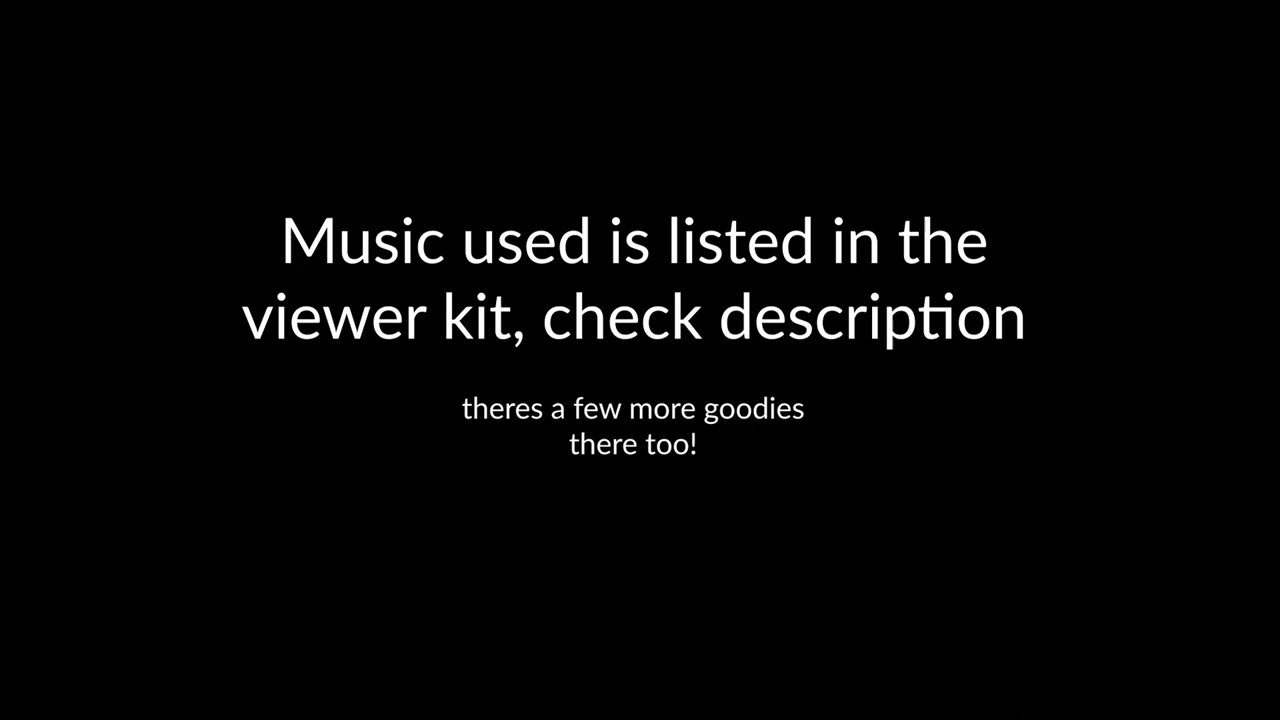 Music used is listed in the
viewer kit, check description
theres a few more goodies
there too!